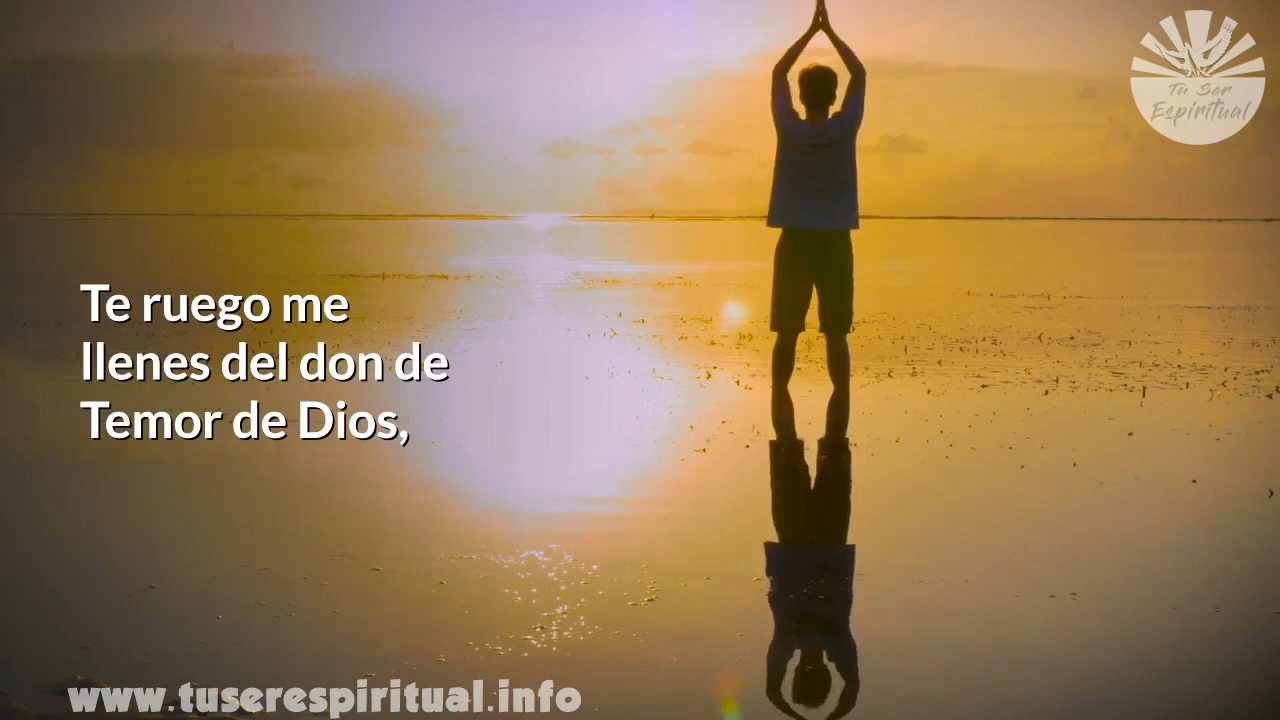 Tu Ser
Espiritual
Te ruego me
llenes del don de
Temor de Dios,
www.tuserespiritual.info